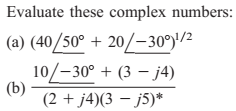 Evaluate these complex numbers:
(a) (40/50° + 20/−30°)^1/2
(b) 10/−30° + (3 − j4)
(2 + j4)(3 − j5)*